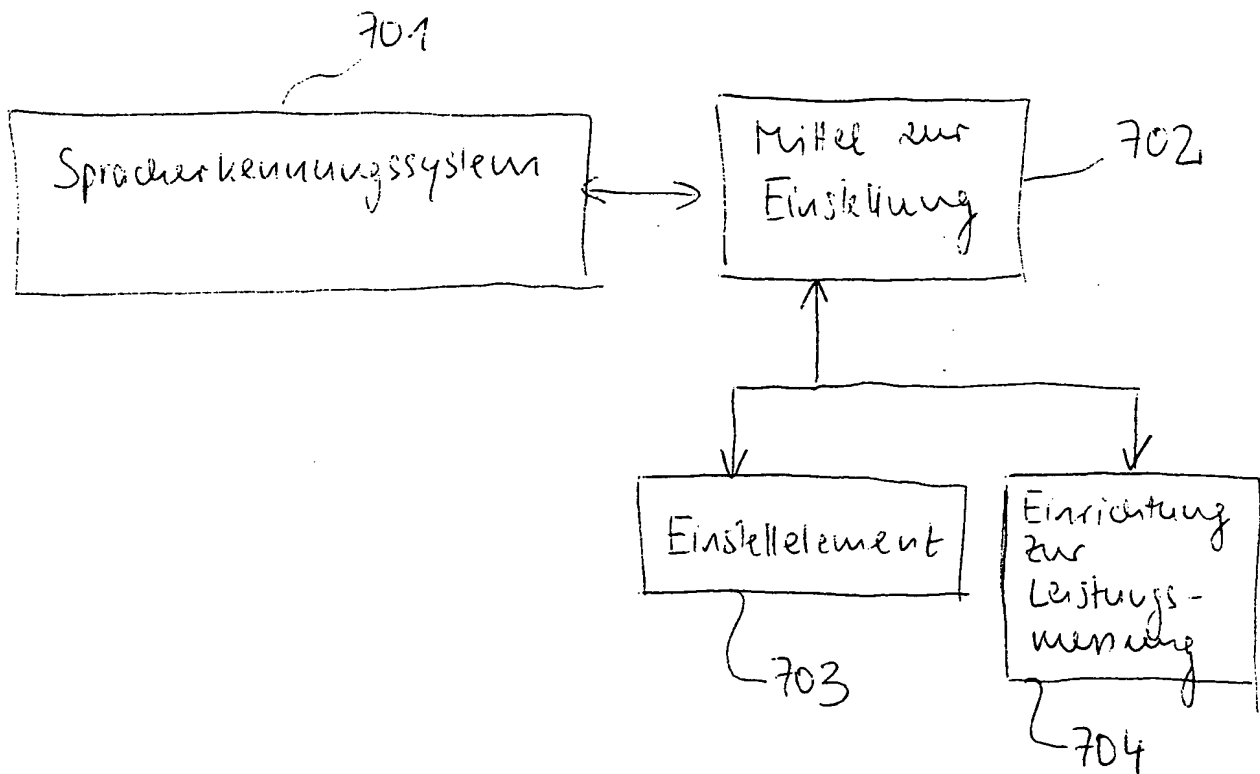 701
Spracherkennungssystem
Mittel zur
Einstellung
702
Einstellelement
703
Einrichtung
zur
Leistungs-
messung
704